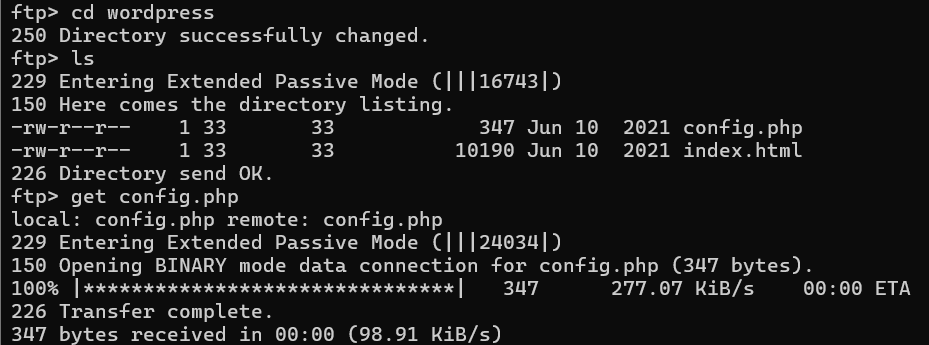 ftp> cd wordpress
250 Directory successfully changed.
ftp> ls
229 Entering Extended Passive Mode (|||16743|)
150 Here comes the directory listing.
-rw-r--r--    1 33       33            347 Jun 10  2021 config.php
-rw-r--r--    1 33       33          10190 Jun 10  2021 index.html
226 Directory send OK.
ftp> get config.php
local: config.php remote: config.php
229 Entering Extended Passive Mode (|||24034|)
150 Opening BINARY mode data connection for config.php (347 bytes).
100% |*******************************|   347      277.07 KiB/s    00:00 ETA
226 Transfer complete.
347 bytes received in 00:00 (98.91 KiB/s)